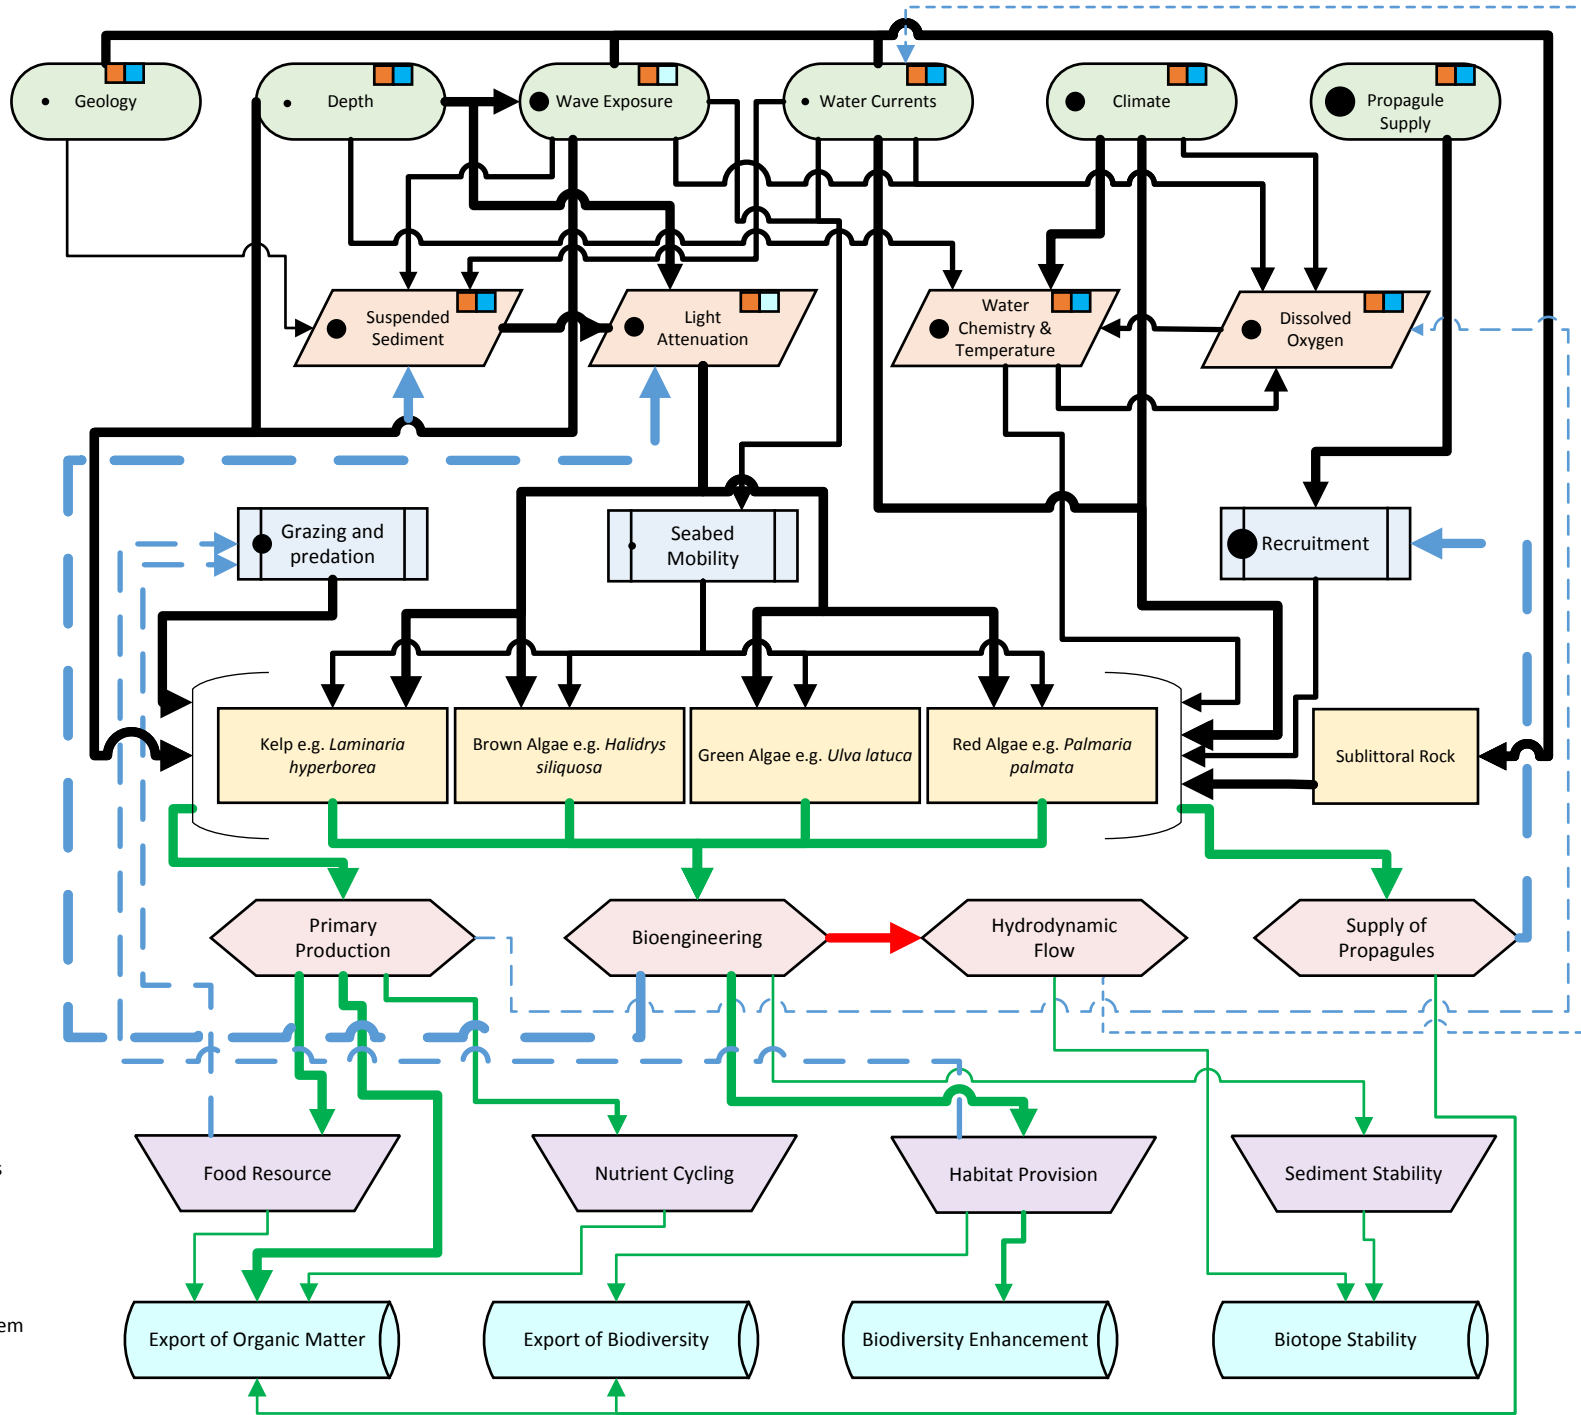 Geology
Depth
Wave Exposure
Water Currents
Climate
Propagule
Supply
Suspended
Sediment
Light
Attenuation
Water
Chemistry &
Temperature
Dissolved
Oxygen
Grazing and
predation
Seabed
Mobility
Recruitment
Kelp e.g. Laminaria
hyperborea
Brown Algae e.g. Halidrys
siliquosa
Green Algae e.g. Ulva latuca
Red Algae e.g. Palmaria
palmata
Sublittoral Rock
Primary
Production
Bioengineering
Hydrodynamic
Flow
Supply of
Propagules
s
Food Resource
Nutrient Cycling
Habitat Provision
Sediment Stability
em
Export of Organic Matter
Export of Biodiversity
Biodiversity Enhancement
Biotope Stability